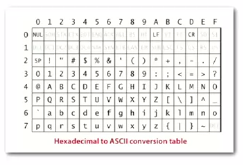 0 1 2 3 4 5 6 7 8 9 A B C D E F
0 NUL LF CR
1
2 SP ! " # $ % & ' ( ) * + , - . /
3 0 1 2 3 4 5 6 7 8 9 : ; < = > ?
4 @ A B C D E F G H I J K L M N O
5 P Q R S T U V W X Y Z [ \ ] ^ _
6 ` a b c d e f g h i j k l m n o
7 p q r s t u v w x y z { | } ~
Hexadecimal to ASCII conversion table